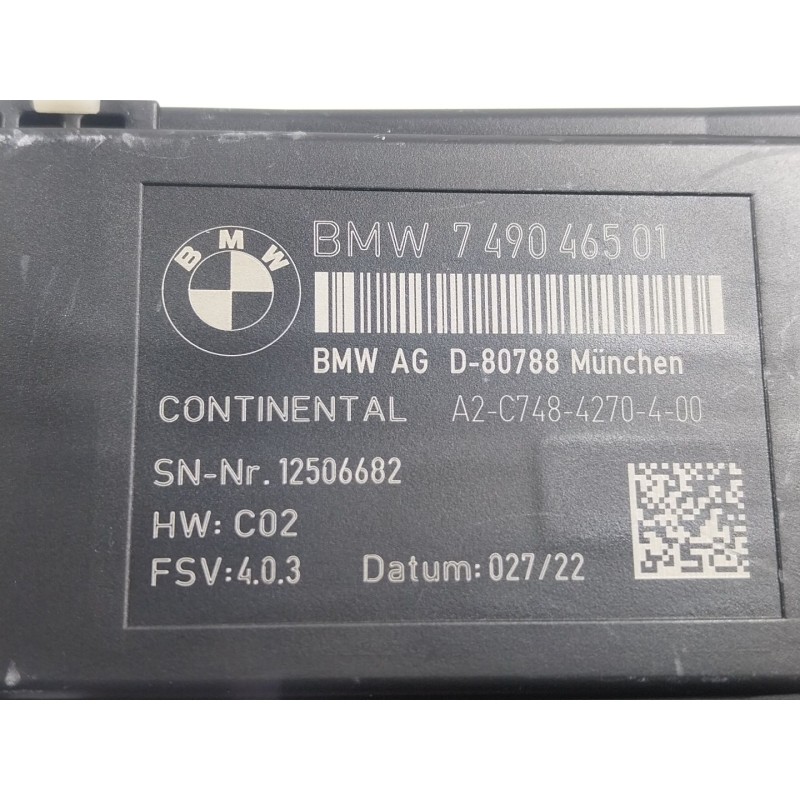 BMW
BMW 7 490 465 01
BMW AG D-80788 München
CONTINENTAL A2-C748-4270-4-00
SN-Nr. 12506682
HW: C02
FSV: 4.0.3 Datum: 027/22